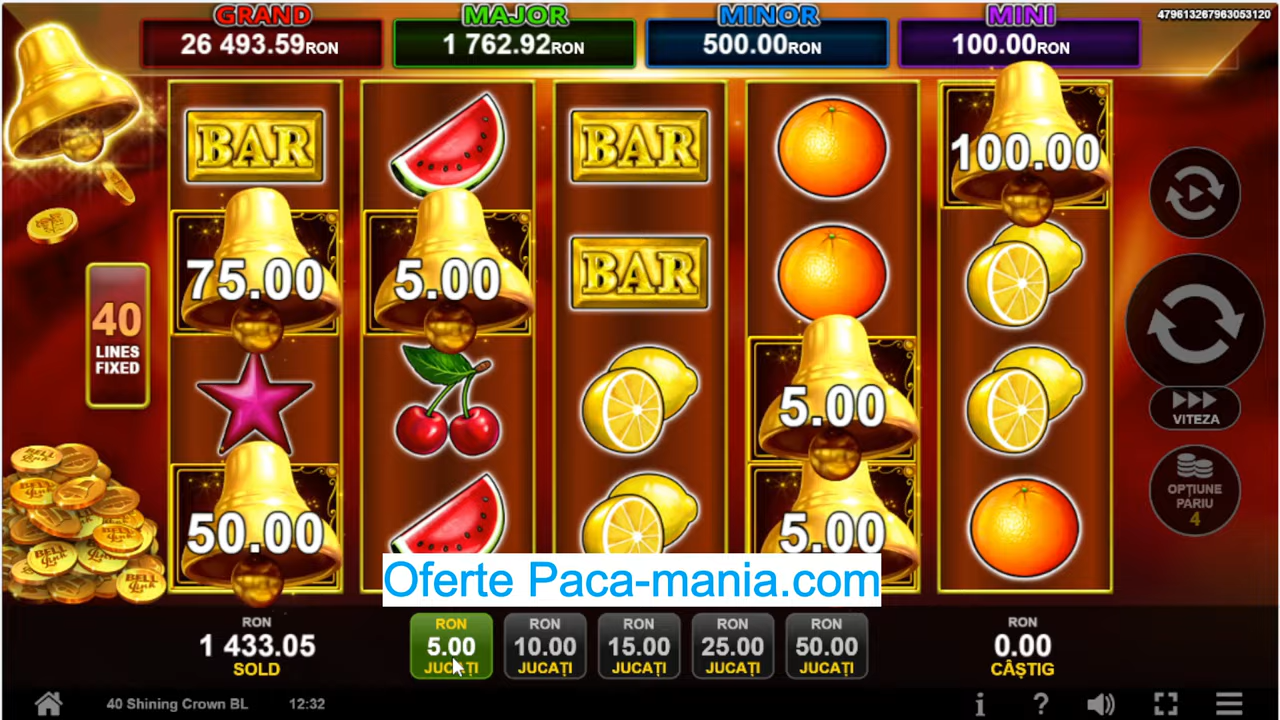 GRAND
MAJOR
MINOR
MINI
479613267963053120
26 493.59RON
1 762.92RON
500.00RON
100.00RON
BAR
BAR
100.00
75.00
5.00
BAR
40
LINES
FIXED
5.00
VITEZA
50.00
5.00
OPȚIUNE
PARIU
4
Oferte Paca-mania.com
RON
1 433.05
SOLD
RON
5.00
JUCAȚI
RON
10.00
JUCAȚI
RON
15.00
JUCAȚI
RON
25.00
JUCAȚI
RON
50.00
JUCAȚI
RON
0.00
CÂȘTIG
40 Shining Crown BL
12:32